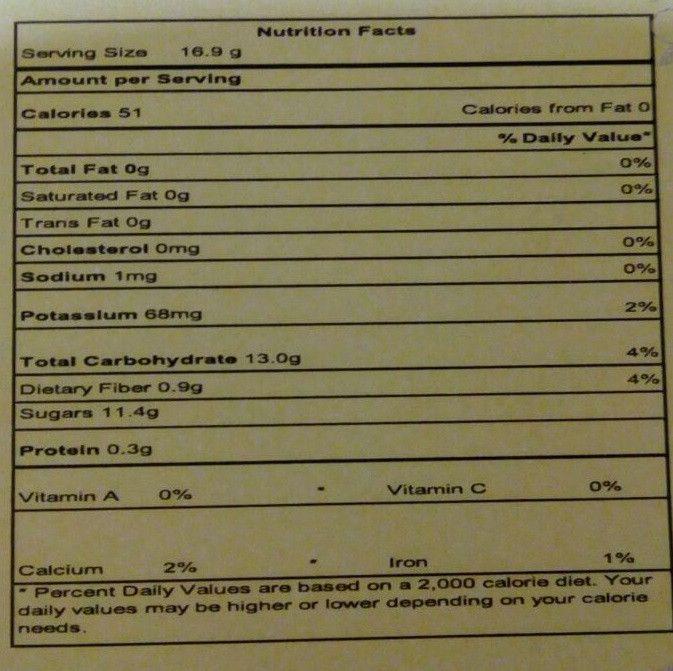 Nutrition Facts
Serving Size 16.9 g
Amount per Serving
Calories 51 Calories from Fat 0
% Daily Value*
Total Fat 0g 0%
Saturated Fat 0g 0%
Trans Fat 0g
Cholesterol 0mg 0%
Sodium 1mg 0%
Potassium 68mg 2%
Total Carbohydrate 13.0g 4%
Dietary Fiber 0.9g 4%
Sugars 11.4g
Protein 0.3g
Vitamin A 0% • Vitamin C 0%
Calcium 2% • Iron 1%
* Percent Daily Values are based on a 2,000 calorie diet. Your
daily values may be higher or lower depending on your calorie
needs.